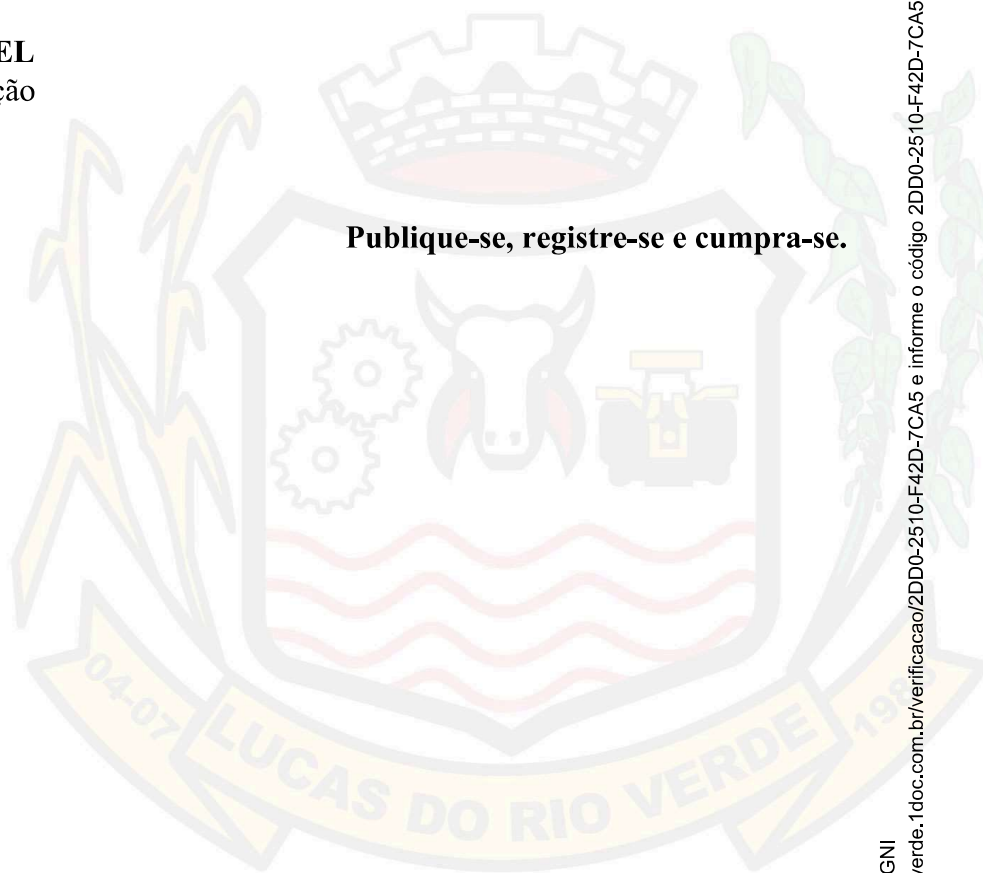 EL
ção
Publique-se, registre-se e cumpra-se.
04-07
LUCAS DO RIO VERDE
198
GNI
verde.1doc.com.br/verificacao/2DD0-2510-F42D-7CA5 e informe o código 2DD0-2510-F42D-7CA5